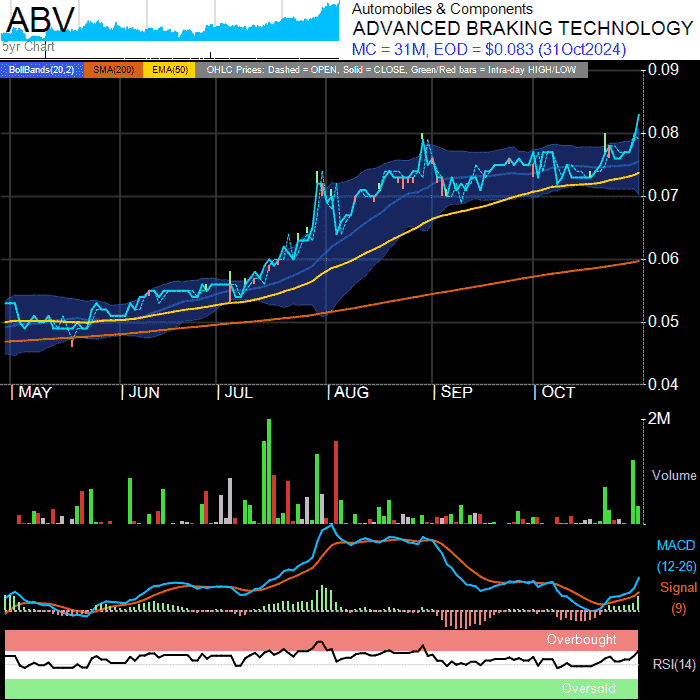 ABV
5yr Chart
Automobiles & Components
ADVANCED BRAKING TECHNOLOGY
MC = 31M, EOD = $0.083 (31Oct2024)
BollBands(20,2) SMA(200) EMA(50) OHLC Prices: Dashed = OPEN, Solid = CLOSE, Green/Red bars = Intra-day HIGH/LOW
0.09
0.08
0.07
0.06
0.05
0.04
MAY JUN JUL AUG SEP OCT
2M
Volume
MACD
(12-26)
Signal
(9)
Overbought
RSI(14)
Oversold